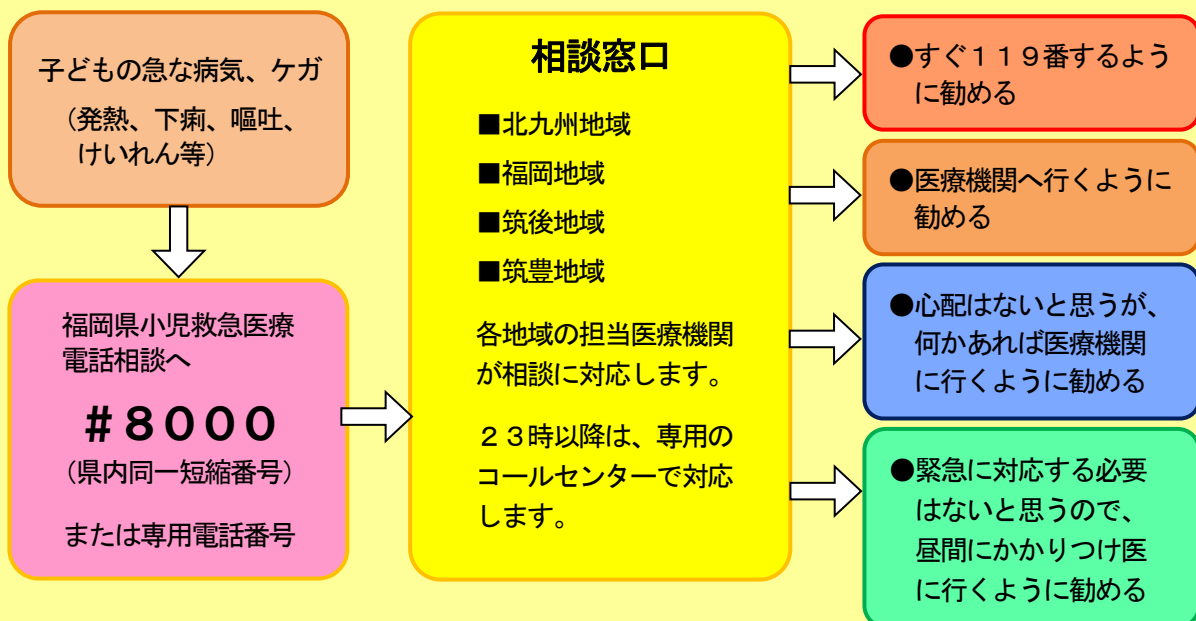 子どもの急な病気、ケガ
（発熱、下痢、嘔吐、
けいれん等）
福岡県小児救急医療
電話相談へ
＃８０００
（県内同一短縮番号）
または専用電話番号
相談窓口
■北九州地域
■福岡地域
■筑後地域
■筑豊地域
各地域の担当医療機関
が相談に対応します。
２３時以降は、専用の
コールセンターで対応
します。
●すぐ１１９番するよう
に勧める
●医療機関へ行くように
勧める
●心配はないと思うが、
何かあれば医療機関
に行くように勧める
●緊急に対応する必要
はないと思うので、
昼間にかかりつけ医
に行くように勧める